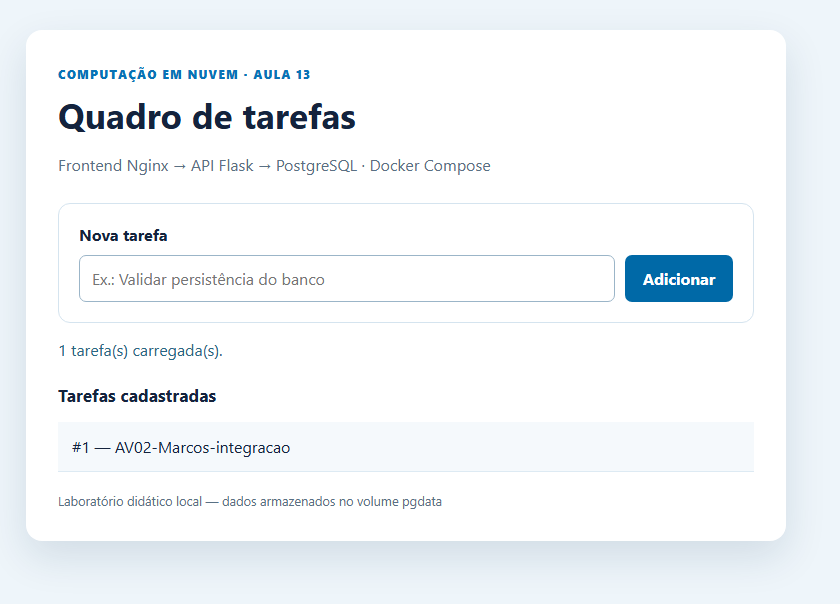 COMPUTAÇÃO EM NUVEM · AULA 13
Quadro de tarefas
Frontend Nginx → API Flask → PostgreSQL · Docker Compose
Nova tarefa
Ex.: Validar persistência do banco
Adicionar
1 tarefa(s) carregada(s).
Tarefas cadastradas
#1 — AV02-Marcos-integracao
Laboratório didático local — dados armazenados no volume pgdata